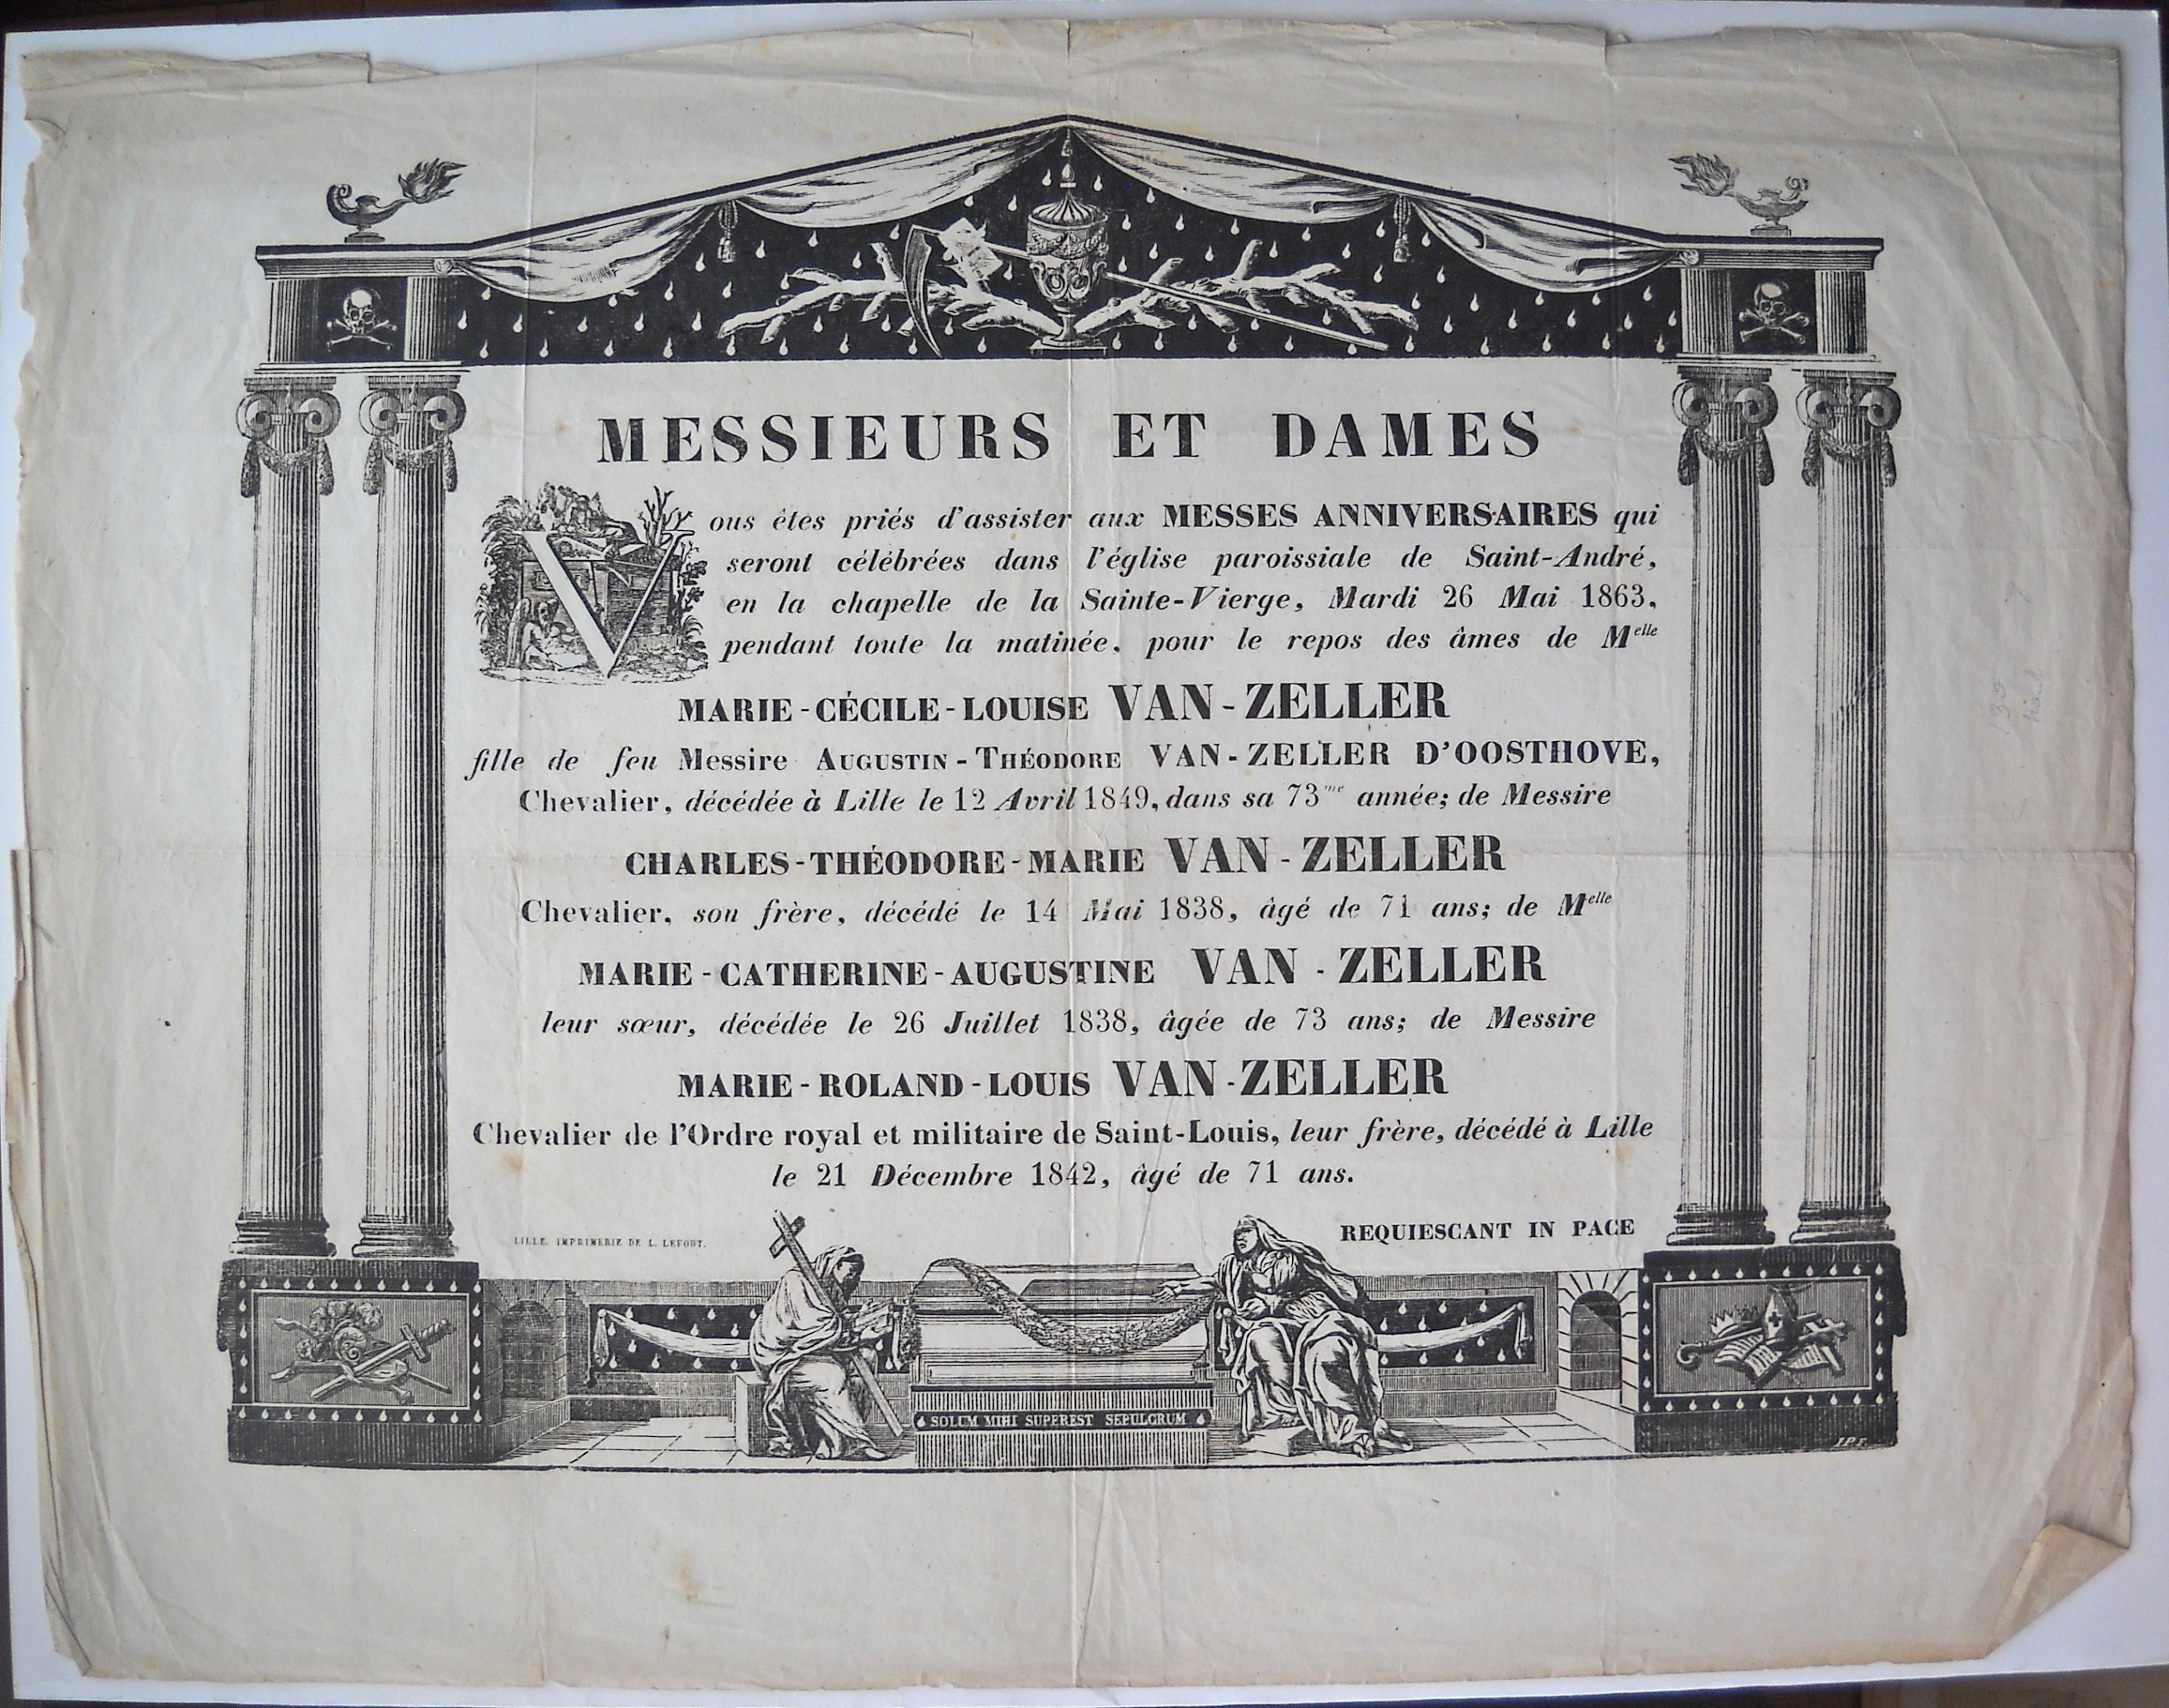 MESSIEURS ET DAMES
Vous êtes priés d'assister aux MESSES ANNIVERSAIRES qui
seront célébrées dans l'église paroissiale de Saint-André,
en la chapelle de la Sainte-Vierge, Mardi 26 Mai 1863,
pendant toute la matinée, pour le repos des âmes de Melle
MARIE-CÉCILE-LOUISE VAN-ZELLER
fille de feu Messire AUGUSTIN-THÉODORE VAN-ZELLER D'OOSTHOVE,
Chevalier, décédée à Lille le 12 Avril 1849, dans sa 73me année; de Messire
CHARLES-THÉODORE-MARIE VAN-ZELLER
Chevalier, son frère, décédé le 14 Mai 1838, âgé de 71 ans; de Melle
MARIE-CATHERINE-AUGUSTINE VAN-ZELLER
leur sœur, décédée le 26 Juillet 1838, âgée de 73 ans; de Messire
MARIE-ROLAND-LOUIS VAN-ZELLER
Chevalier de l'Ordre royal et militaire de Saint-Louis, leur frère, décédé à Lille
le 21 Décembre 1842, âgé de 71 ans.
REQUIESCANT IN PACE
LILLE. IMPRIMERIE DE L. LEFORT.
SOLUM MIHI SUPEREST SEPULCRUM